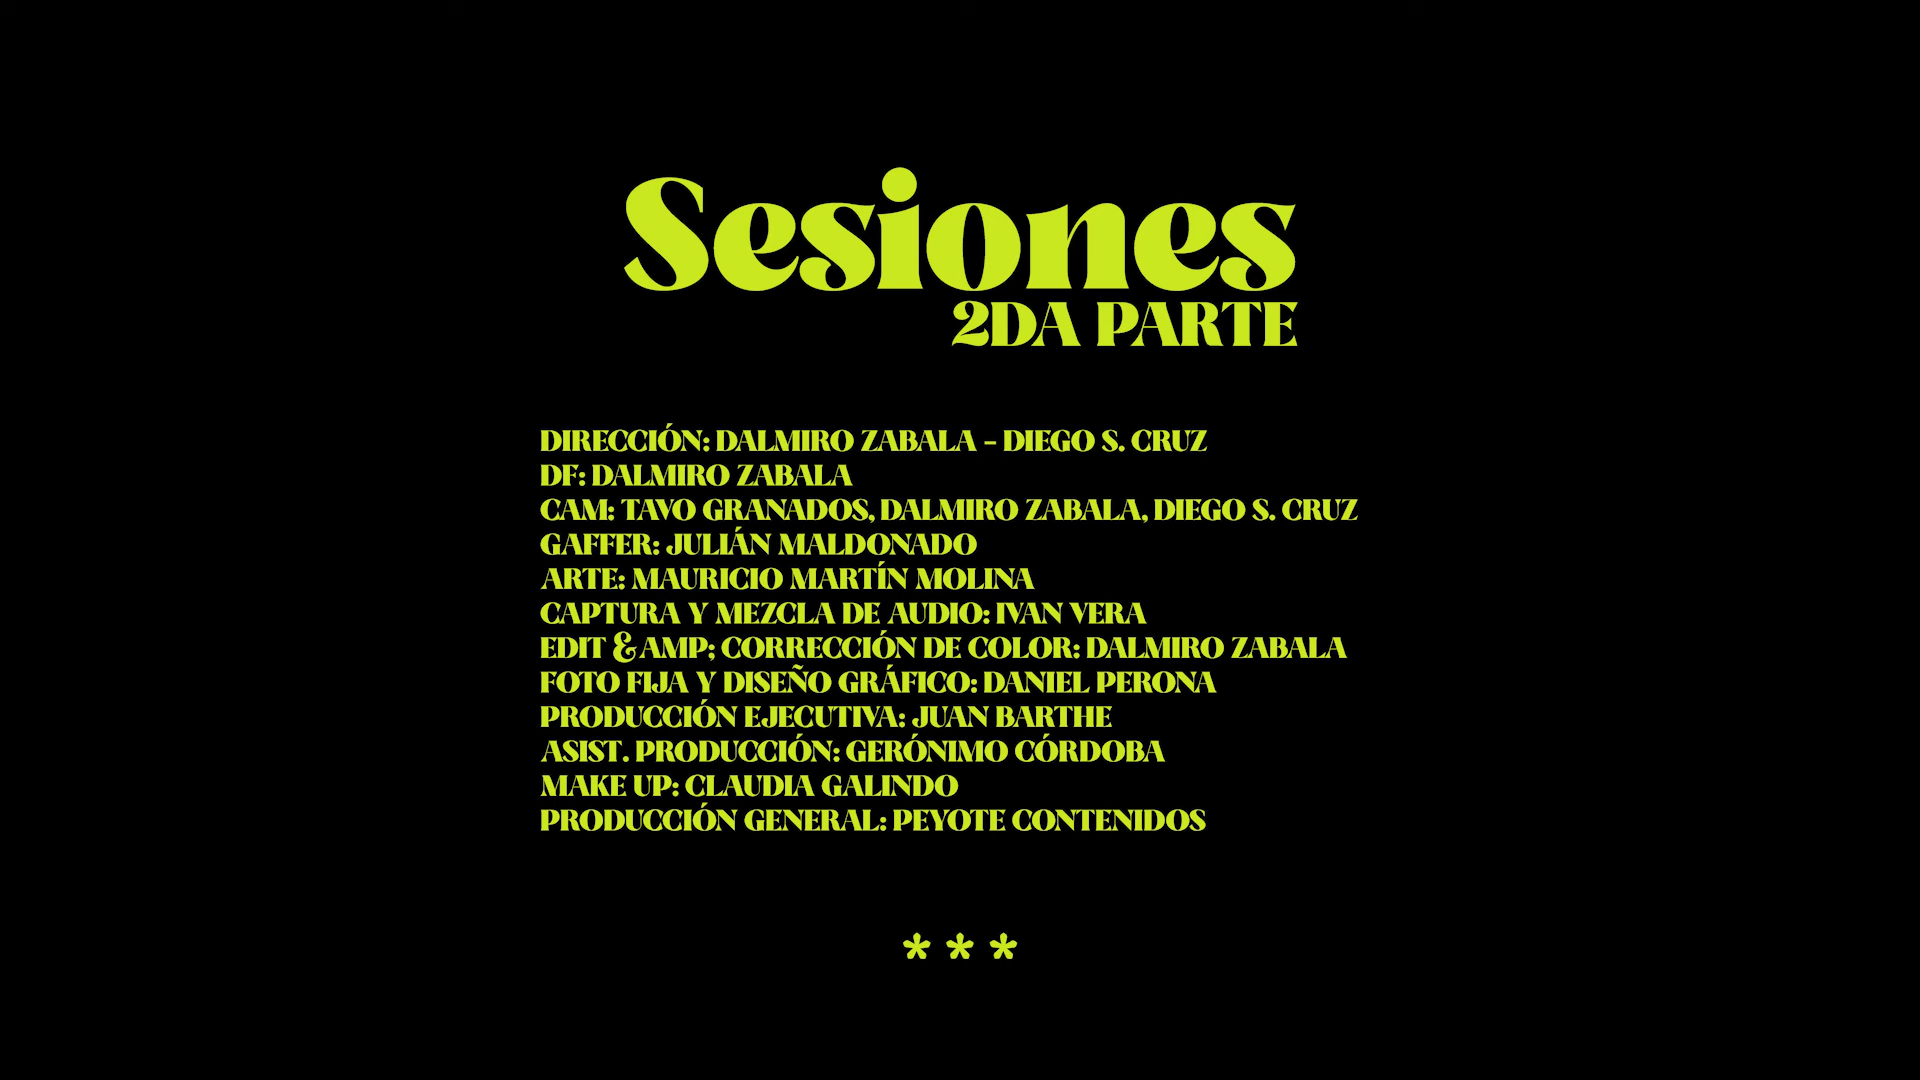 Sesiones
2DA PARTE
DIRECCIÓN: DALMIRO ZABALA - DIEGO S. CRUZ
DF: DALMIRO ZABALA
CAM: TAVO GRANADOS, DALMIRO ZABALA, DIEGO S. CRUZ
GAFFER: JULIÁN MALDONADO
ARTE: MAURICIO MARTÍN MOLINA
CAPTURA Y MEZCLA DE AUDIO: IVAN VERA
EDIT &AMP; CORRECCIÓN DE COLOR: DALMIRO ZABALA
FOTO FIJA Y DISEÑO GRÁFICO: DANIEL PERONA
PRODUCCIÓN EJECUTIVA: JUAN BARTHE
ASIST. PRODUCCIÓN: GERÓNIMO CÓRDOBA
MAKE UP: CLAUDIA GALINDO
PRODUCCIÓN GENERAL: PEYOTE CONTENIDOS
* * *